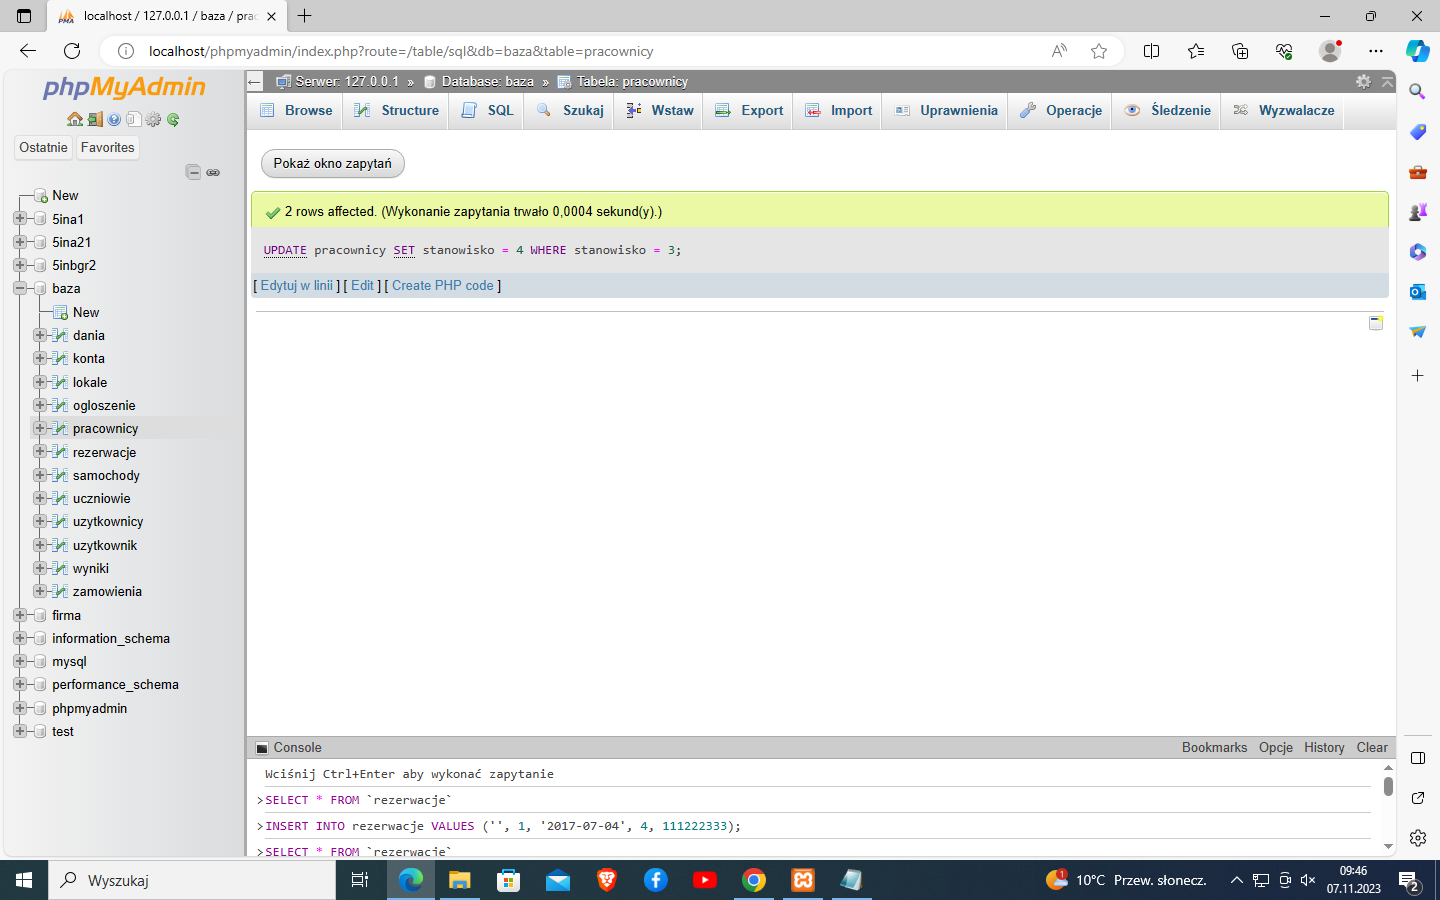 localhost / 127.0.0.1 / baza / prac
localhost/phpmyadmin/index.php?route=/table/sql&db=baza&table=pracownicy
phpMyAdmin
Ostatnie Favorites
New
5ina1
5ina21
5inbgr2
baza
New
dania
konta
lokale
ogloszenie
pracownicy
rezerwacje
samochody
uczniowie
uzytkownicy
uzytkownik
wyniki
zamowienia
firma
information_schema
mysql
performance_schema
phpmyadmin
test
Serwer: 127.0.0.1 » Database: baza » Tabela: pracownicy
Browse Structure SQL Szukaj Wstaw Export Import Uprawnienia Operacje Śledzenie Wyzwalacze
Pokaż okno zapytań
2 rows affected. (Wykonanie zapytania trwało 0,0004 sekund(y).)
UPDATE pracownicy SET stanowisko = 4 WHERE stanowisko = 3;
[ Edytuj w linii ] [ Edit ] [ Create PHP code ]
Console Bookmarks Opcje History Clear
Wciśnij Ctrl+Enter aby wykonać zapytanie
>SELECT * FROM `rezerwacje`
>INSERT INTO rezerwacje VALUES ('', 1, '2017-07-04', 4, 111222333);
>SELECT * FROM `rezerwacje`
Wyszukaj
1
10°C Przew. słonecz.
09:46
07.11.2023
2